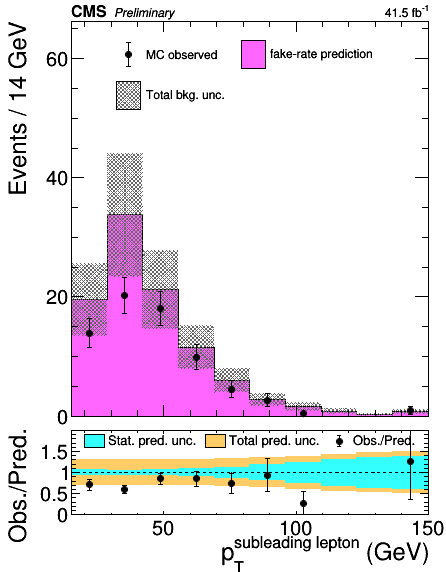 CMS Preliminary 41.5 fb⁻¹
MC observed fake-rate prediction
Total bkg. unc.
Events / 14 GeV
60
40
20
0
Stat. pred. unc. Total pred. unc. Obs./Pred.
Obs./Pred.
1.5
1
0.5
0
50 100 150
p_T^subleading lepton (GeV)